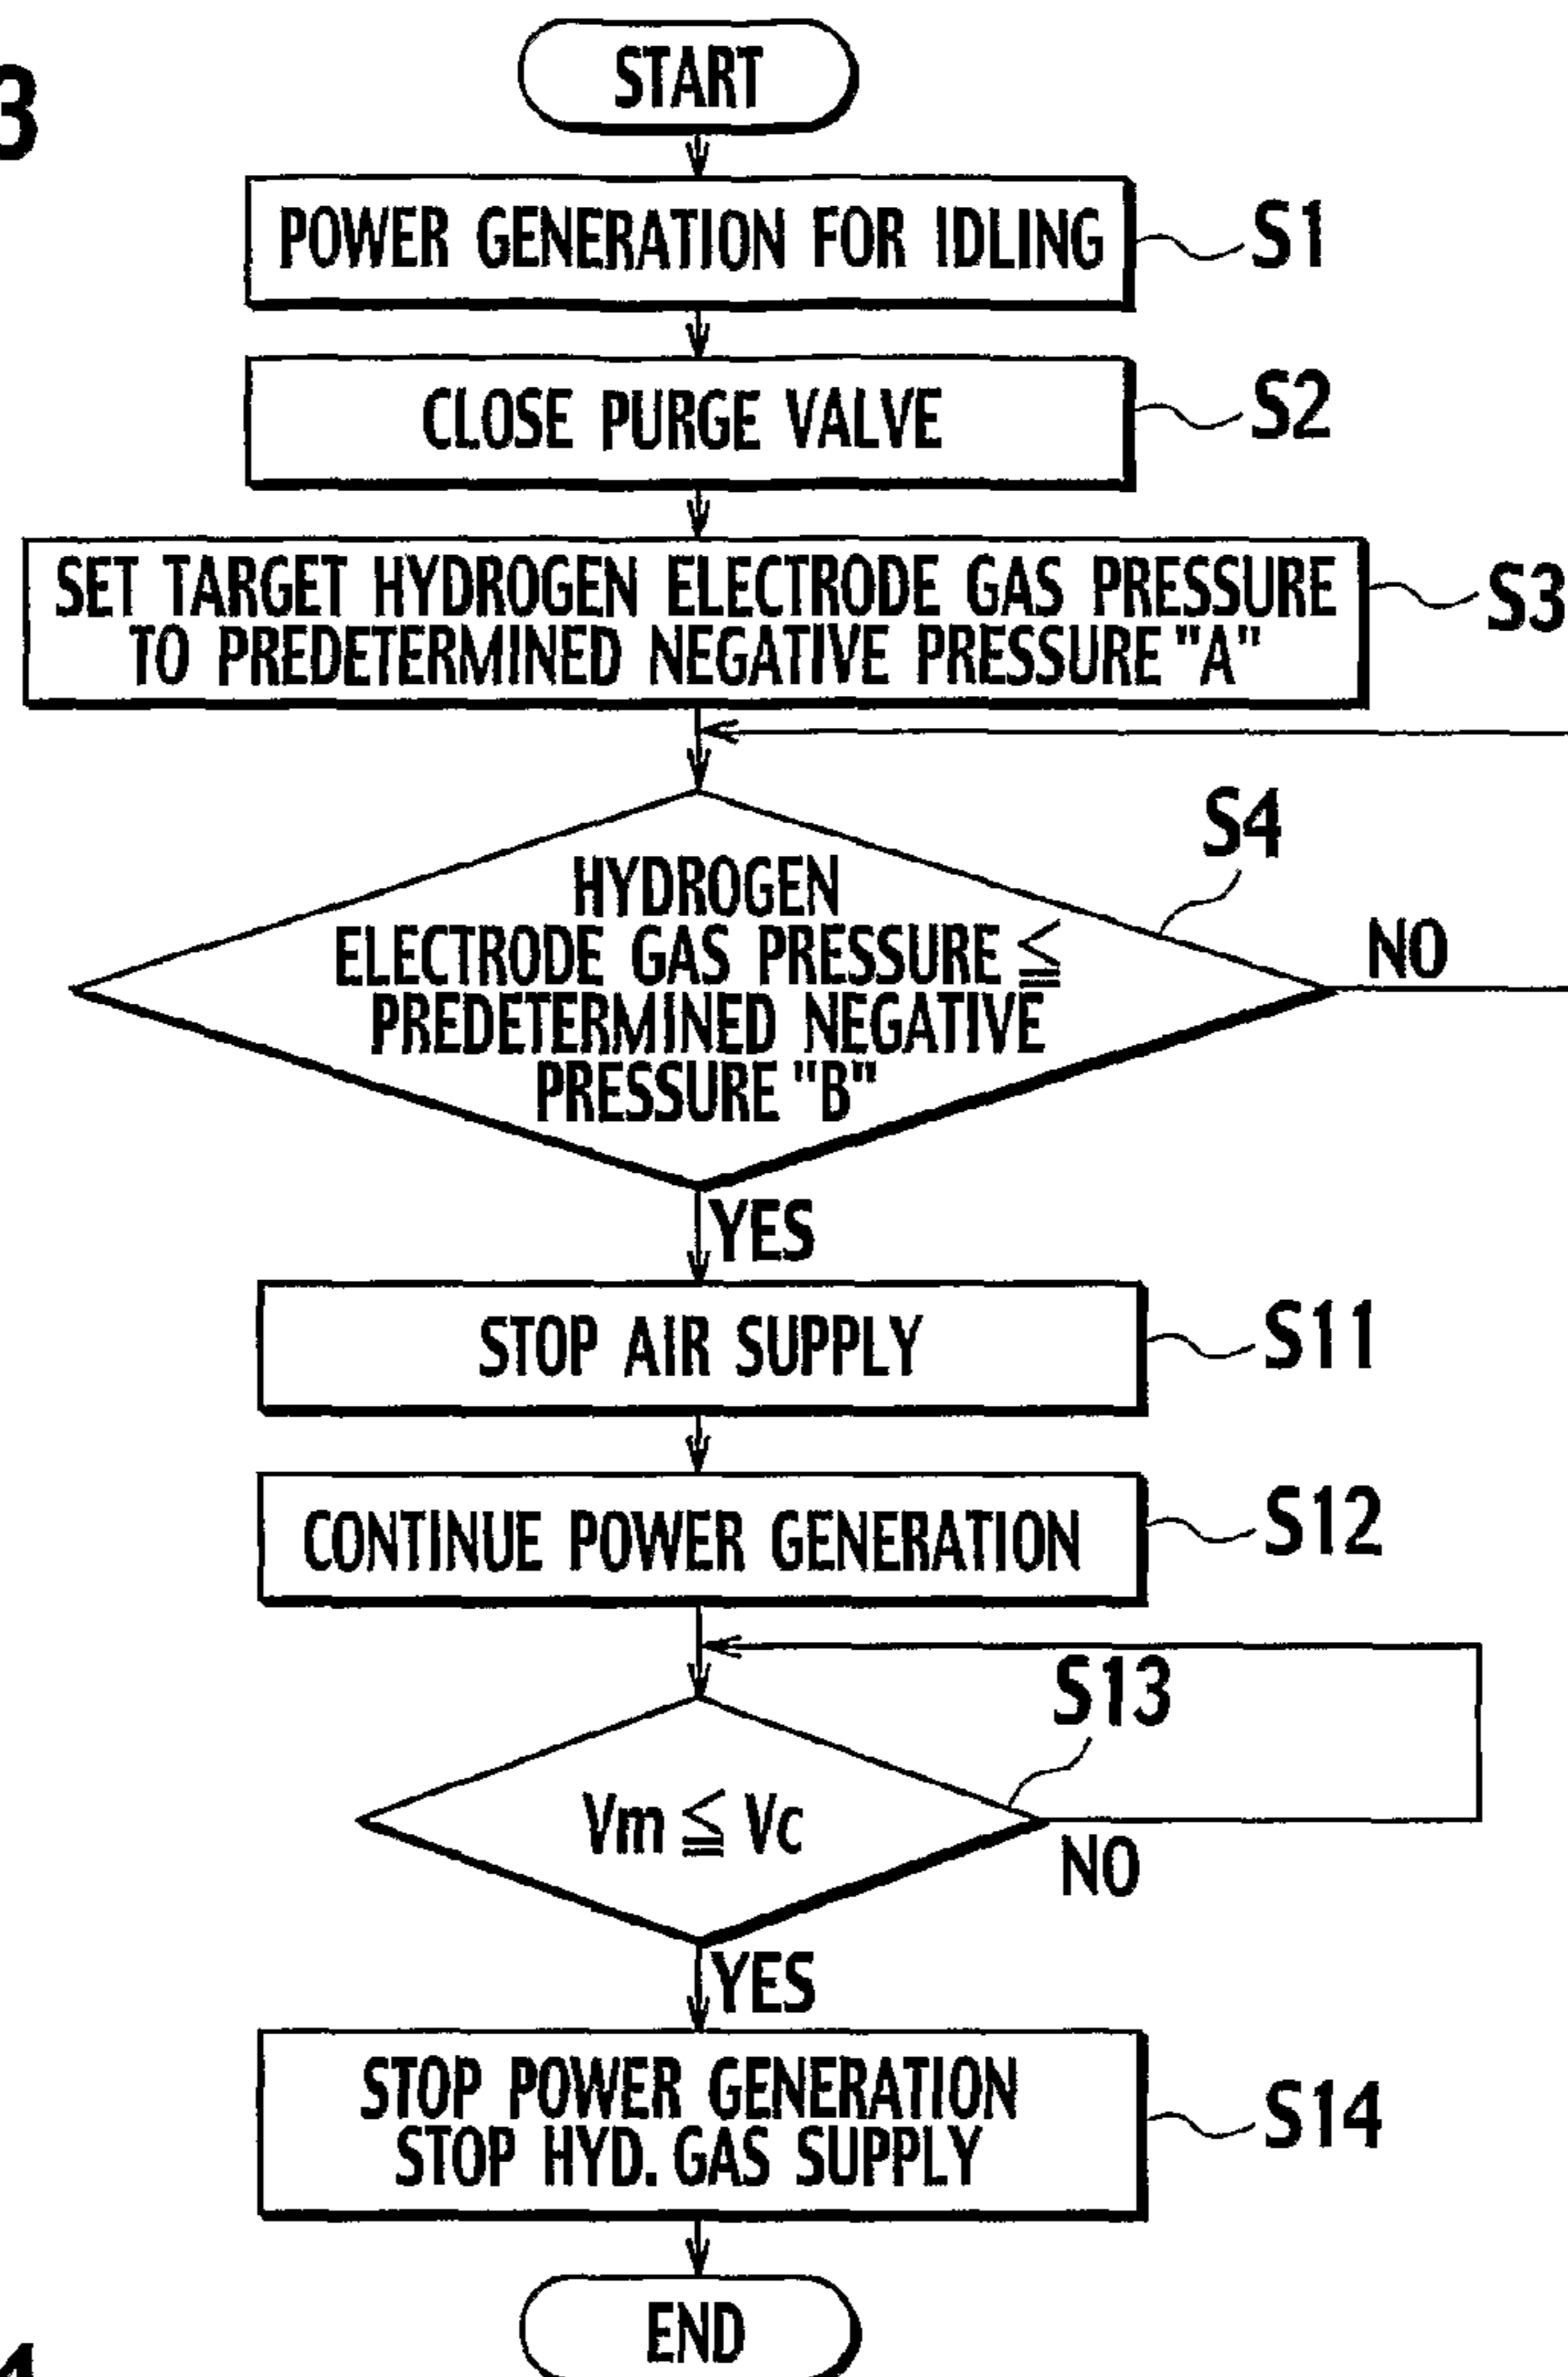 3
START
POWER GENERATION FOR IDLING
S1
CLOSE PURGE VALVE
S2
SET TARGET HYDROGEN ELECTRODE GAS PRESSURE
TO PREDETERMINED NEGATIVE PRESSURE "A"
S3
S4
HYDROGEN
ELECTRODE GAS PRESSURE ≦
PREDETERMINED NEGATIVE
PRESSURE "B"
NO
YES
STOP AIR SUPPLY
S11
CONTINUE POWER GENERATION
S12
S13
Vm ≦ Vc
NO
YES
STOP POWER GENERATION
STOP HYD. GAS SUPPLY
S14
END
4